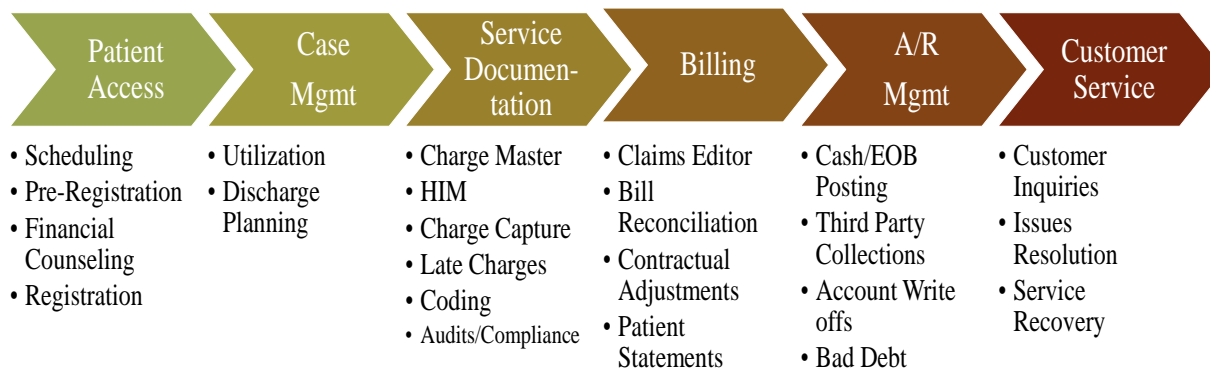 Patient
Access
Case
Mgmt
Service
Documen-
tation
Billing
A/R
Mgmt
Customer
Service
• Scheduling
• Pre-Registration
• Financial
Counseling
• Registration
• Utilization
• Discharge
Planning
• Charge Master
• HIM
• Charge Capture
• Late Charges
• Coding
• Audits/Compliance
• Claims Editor
• Bill
Reconciliation
• Contractual
Adjustments
• Patient
Statements
• Cash/EOB
Posting
• Third Party
Collections
• Account Write
offs
• Bad Debt
• Customer
Inquiries
• Issues
Resolution
• Service
Recovery